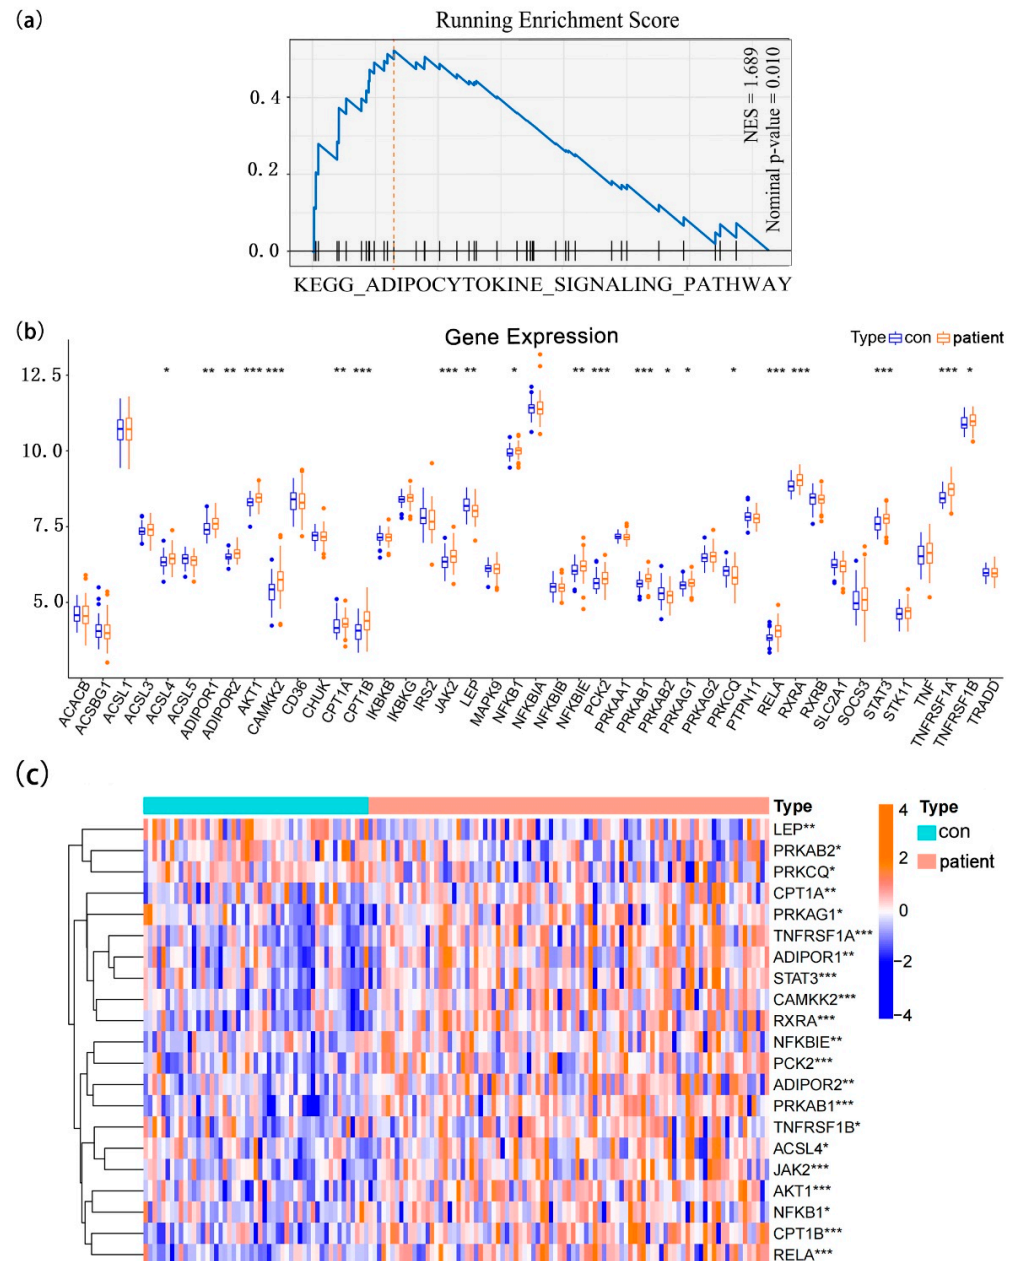 (a)
Running Enrichment Score
0.4
0.2
0.0
NES = 1.689
Nominal p-value = 0.010
KEGG_ADIPOCYTOKINE_SIGNALING_PATHWAY
(b)
Gene Expression
Type con patient
12.5
10.0
7.5
5.0
* ** ** *** *** ** *** *** ** * ** *** *** * * * *** *** *** *** *
ACACB
ACSBG1
ACSL1
ACSL3
ACSL4
ACSL5
ADIPOR1
ADIPOR2
AKT1
CAMKK2
CD36
CHUK
CPT1A
CPT1B
IKBKB
IKBKG
IRS2
JAK2
LEP
MAPK9
NFKB1
NFKBIA
NFKBIB
NFKBIE
PCK2
PRKAA1
PRKAB1
PRKAB2
PRKAG1
PRKAG2
PRKCQ
PTPN11
RELA
RXRA
RXRB
SLC2A1
SOCS3
STAT3
STK11
TNF
TNFRSF1A
TNFRSF1B
TRADD
(c)
Type
LEP**
PRKAB2*
PRKCQ*
CPT1A**
PRKAG1*
TNFRSF1A***
ADIPOR1**
STAT3***
CAMKK2***
RXRA***
NFKBIE**
PCK2***
ADIPOR2**
PRKAB1***
TNFRSF1B*
ACSL4*
JAK2***
AKT1***
NFKB1*
CPT1B***
RELA***
4
2
0
−2
−4
Type
con
patient